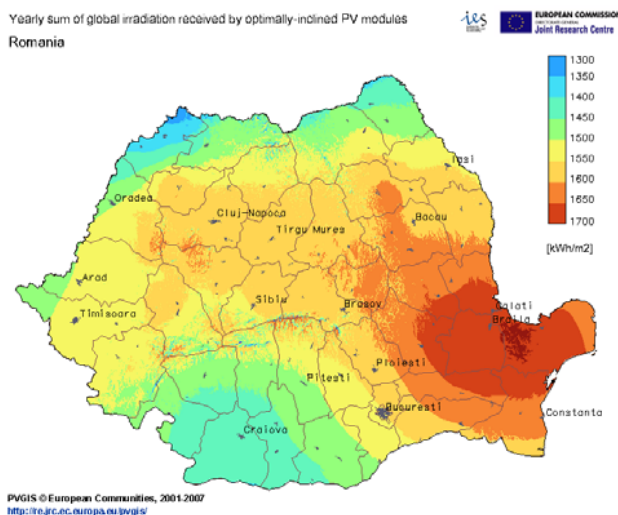 Yearly sum of global irradiation received by optimally-inclined PV modules
Romania
ies
EUROPEAN COMMISSION
DIRECTORATE GENERAL
Joint Research Centre
1300
1350
1400
1450
1500
1550
1600
1650
1700
[kWh/m2]
Iasi
Oradea
Cluj-Napoca
Bacau
Tirgu Mures
Arad
Sibiu
Brasov
Galati
Timisoara
Braila
Ploiesti
Pitesti
Bucuresti
Constanta
Craiova
PVGIS © European Communities, 2001-2007
http://re.jrc.ec.europa.eu/pvgis/